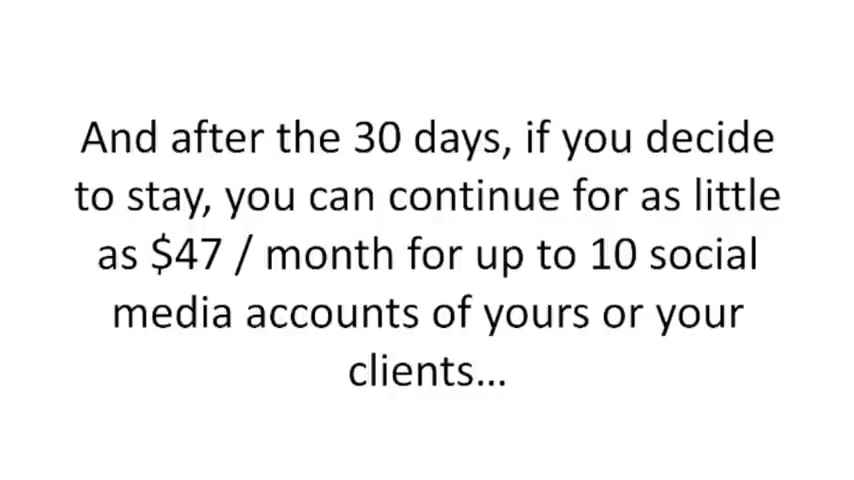 And after the 30 days, if you decide
to stay, you can continue for as little
as $47 / month for up to 10 social
media accounts of yours or your
clients...